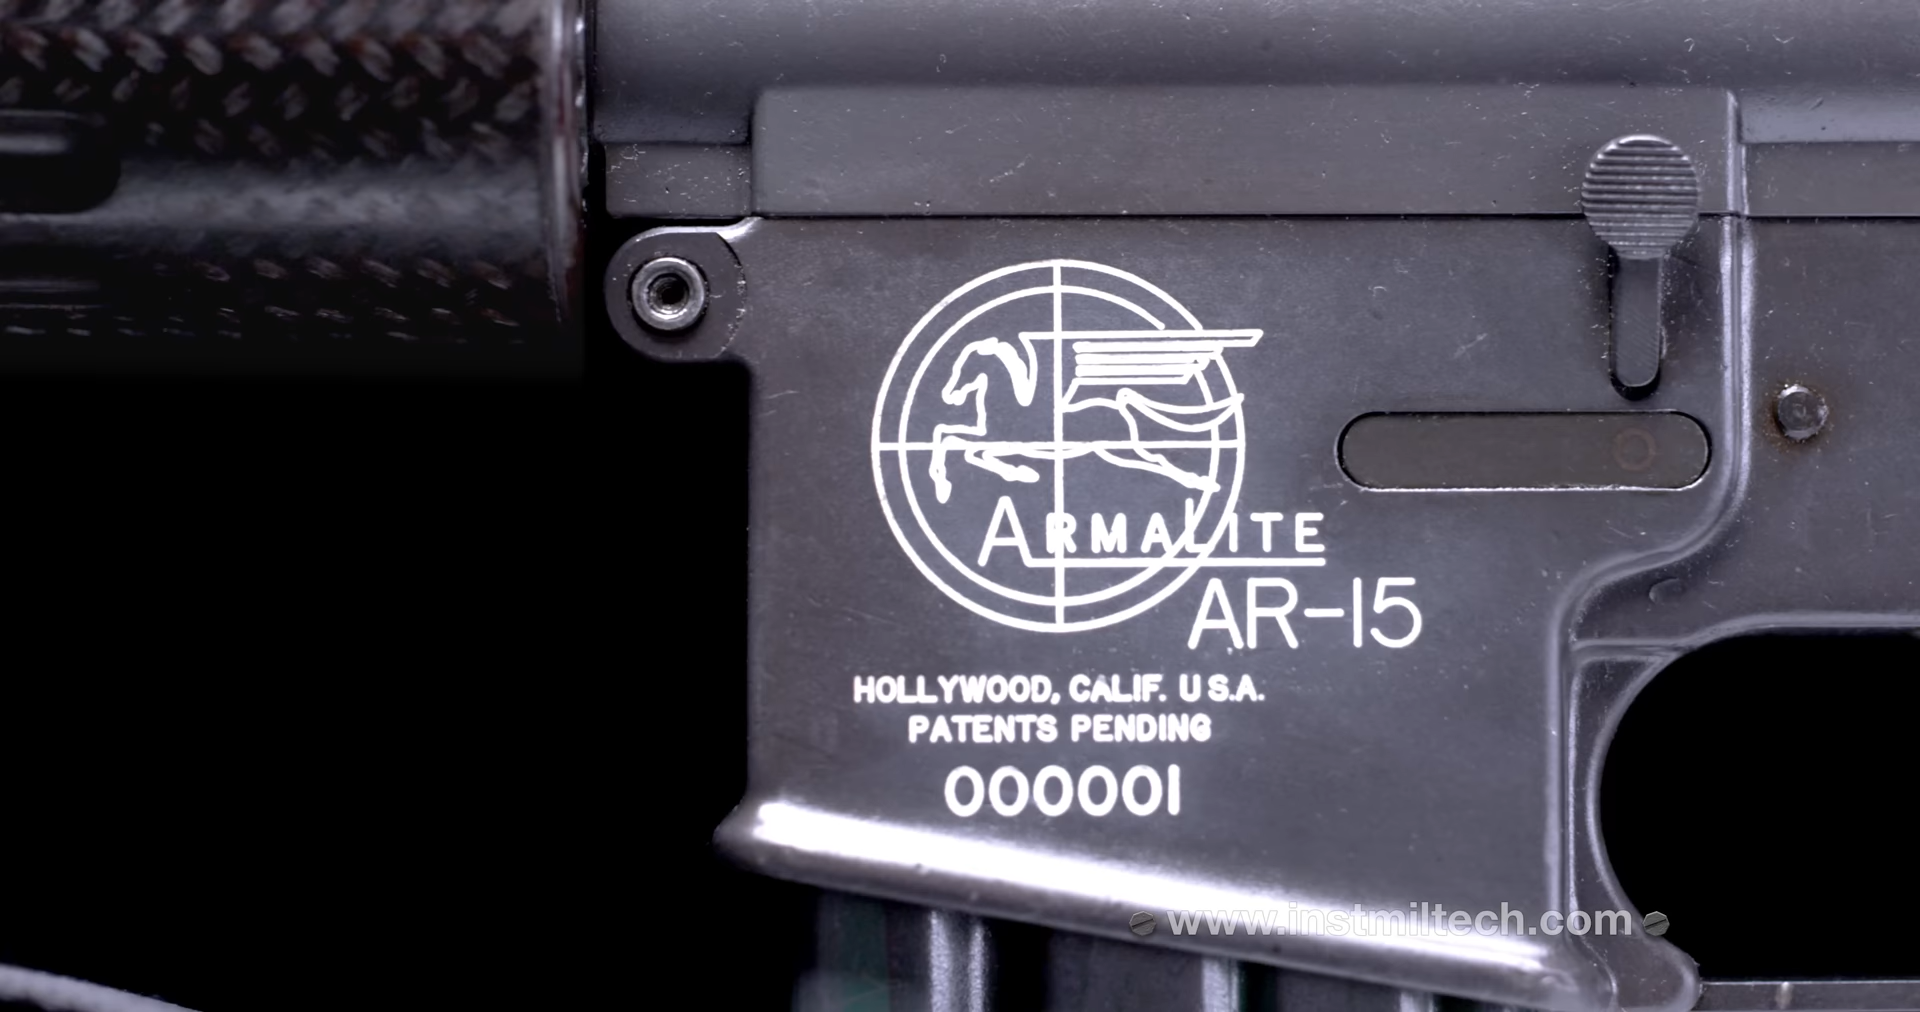 ARMALITE
AR-15
HOLLYWOOD, CALIF. U S.A.
PATENTS PENDING
000001
www.instmiltech.com